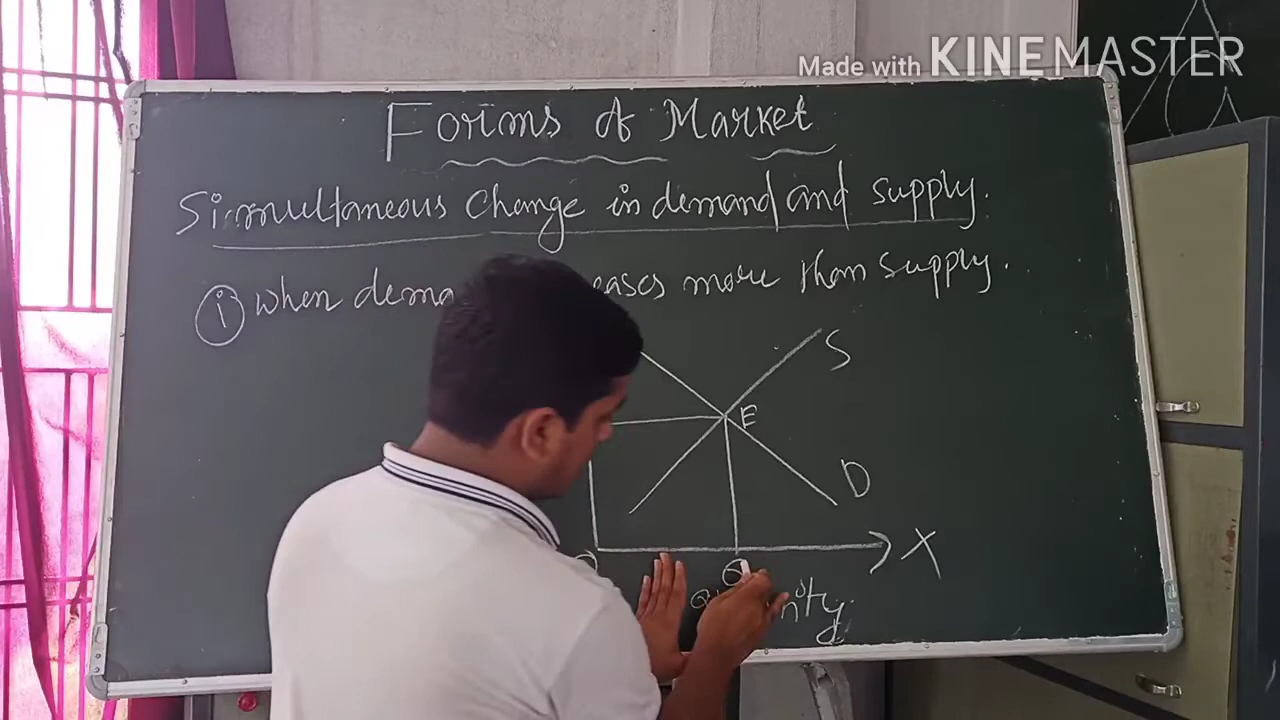 Made with KINEMASTER
Forms of Market
Simultaneous Change in demand and supply.
i When dema eases more than supply.
S
E
D
X
Q
ntity